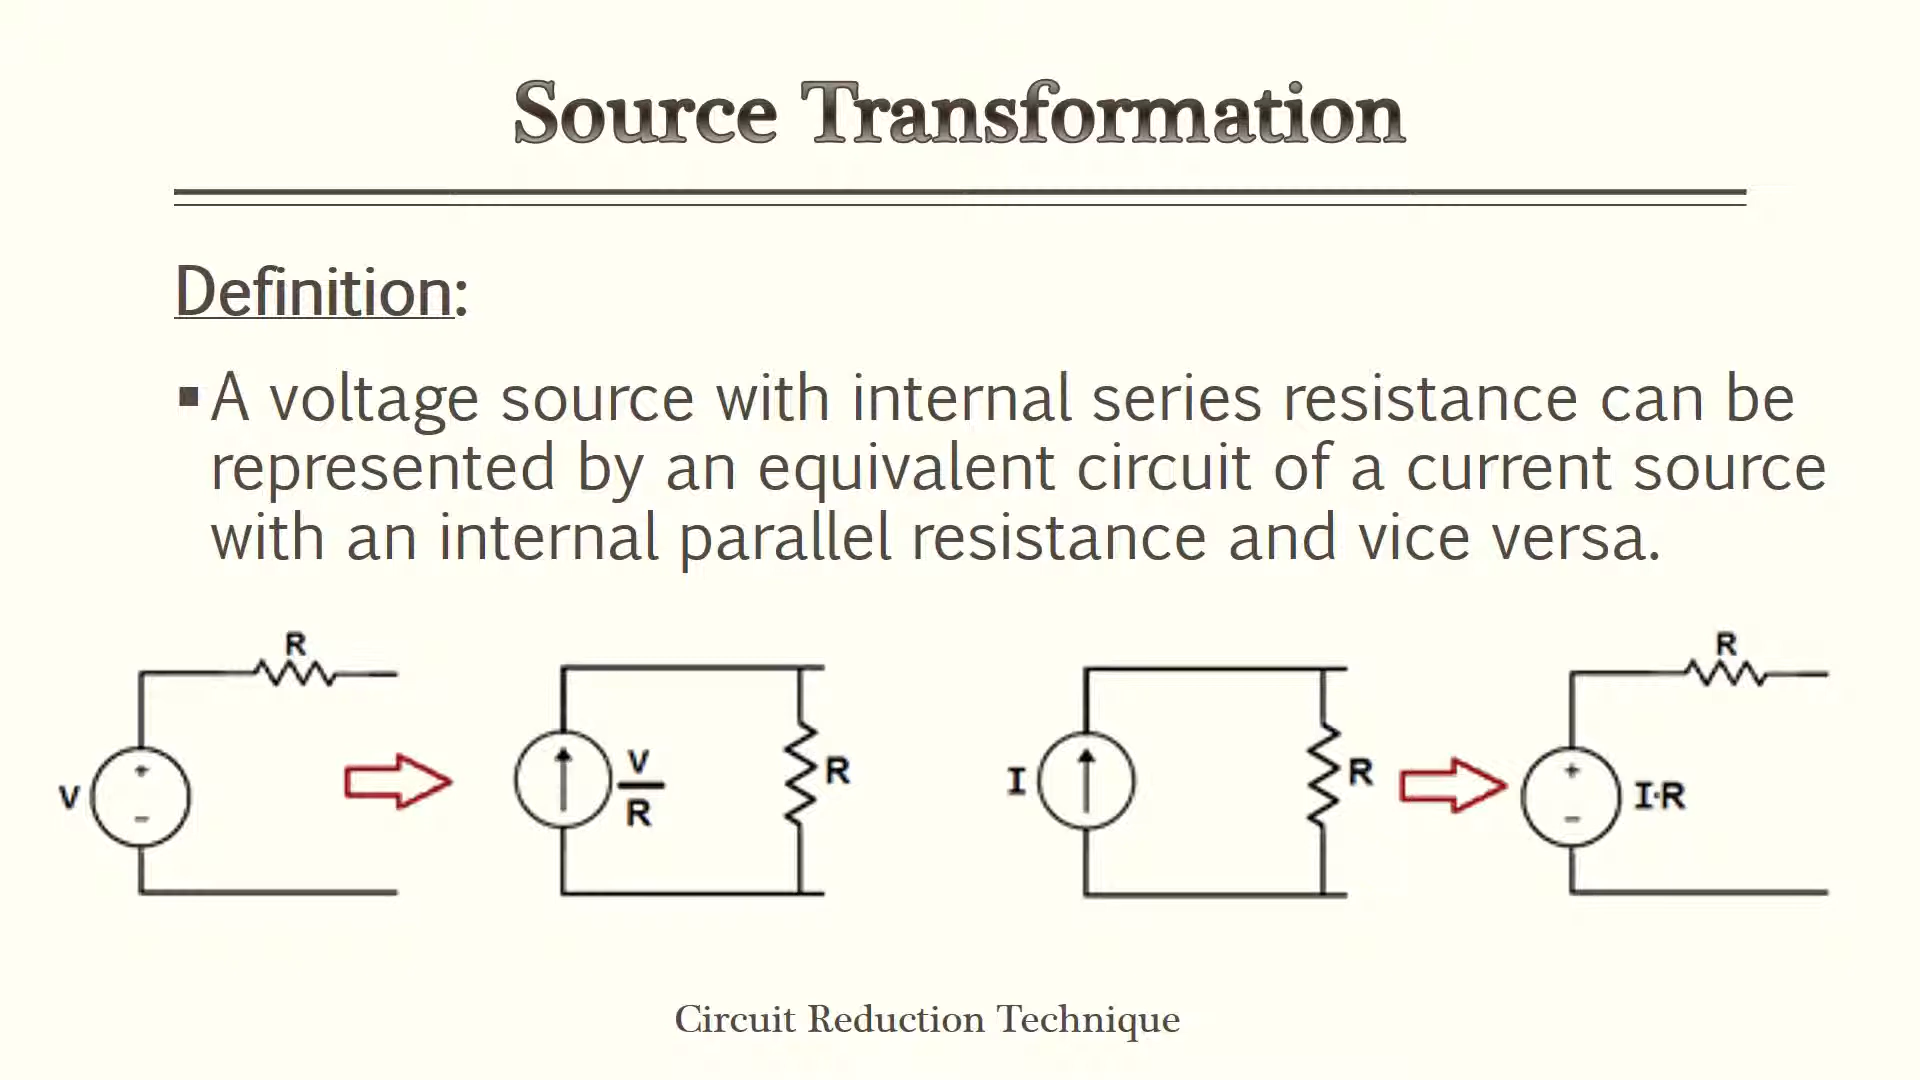 Source Transformation
Definition:
▪ A voltage source with internal series resistance can be
represented by an equivalent circuit of a current source
with an internal parallel resistance and vice versa.
R
V
+
−
V
R
R
I
R
R
+
−
I·R
Circuit Reduction Technique